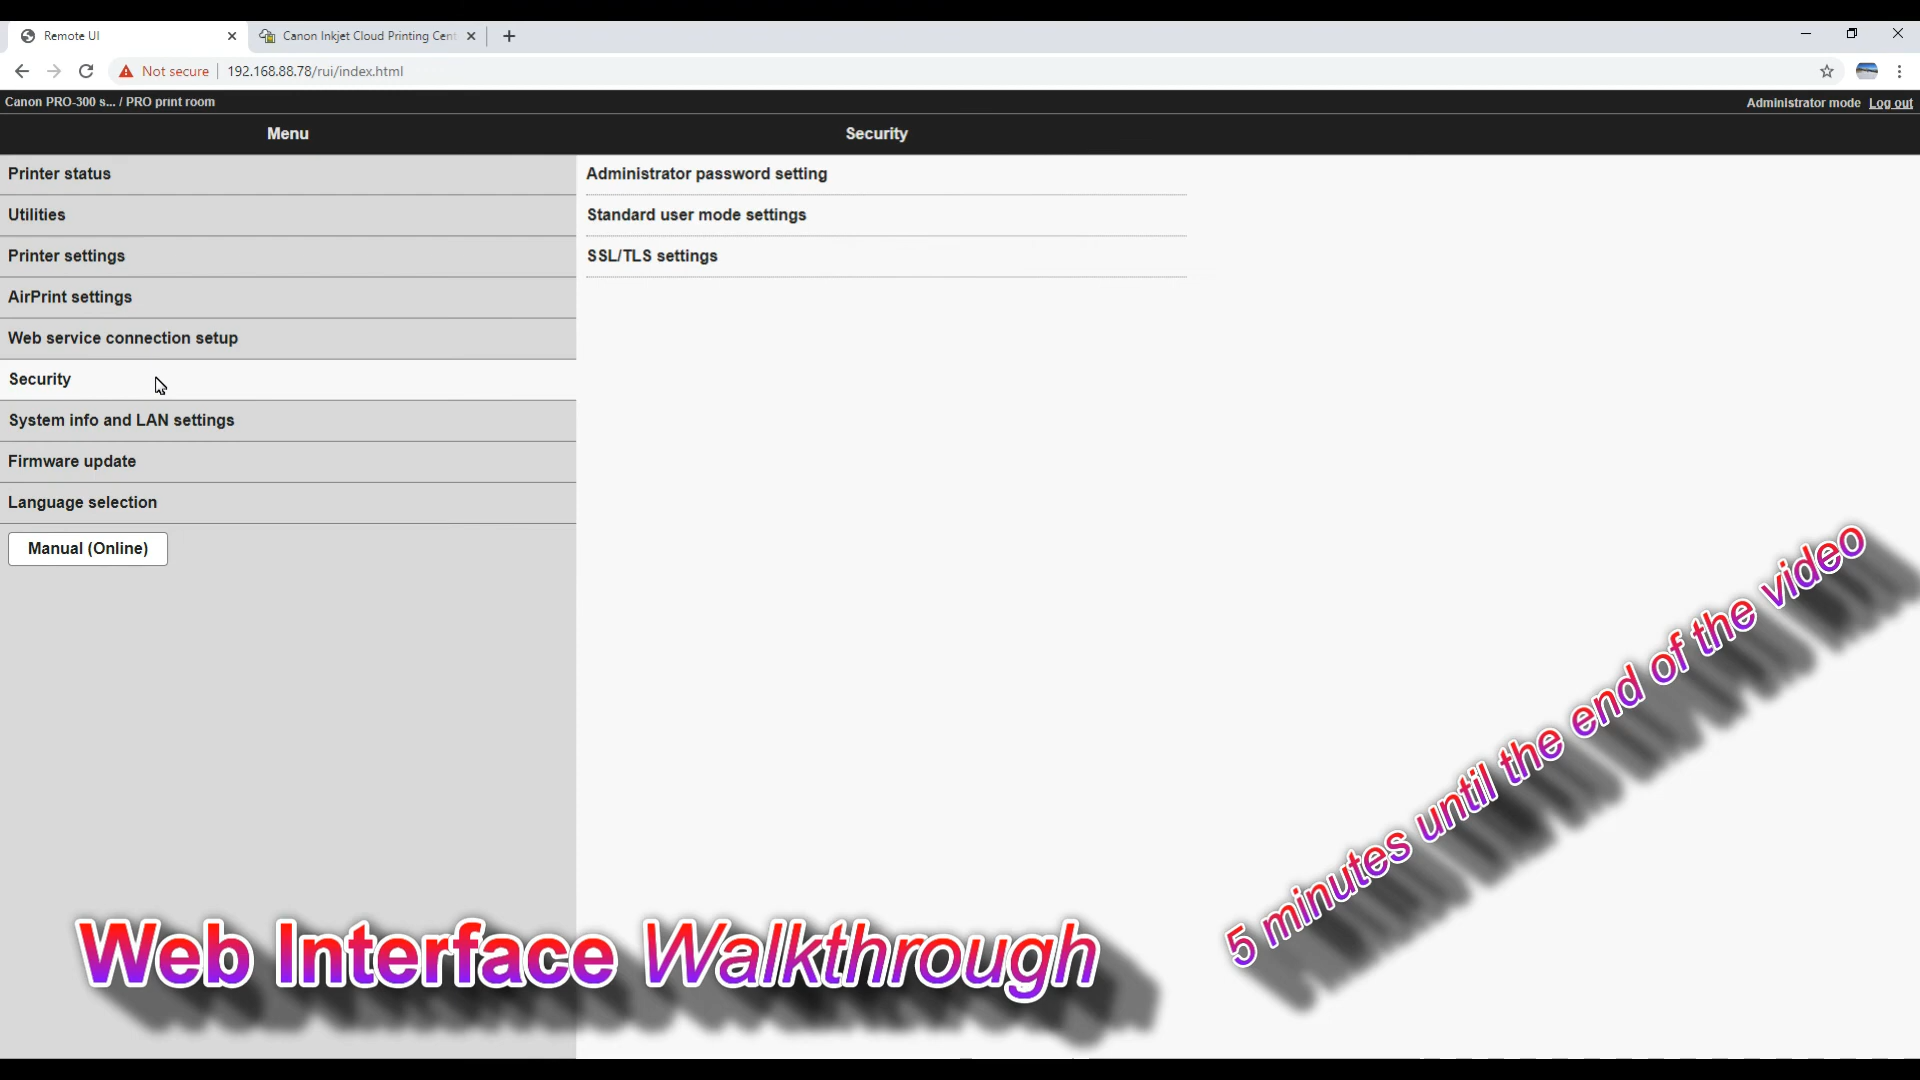 Remote UI
Canon Inkjet Cloud Printing Cent
Not secure
192.168.88.78/rui/index.html
Canon PRO-300 s... / PRO print room
Administrator mode Log out
Menu
Security
Printer status
Utilities
Printer settings
AirPrint settings
Web service connection setup
Security
System info and LAN settings
Firmware update
Language selection
Manual (Online)
Administrator password setting
Standard user mode settings
SSL/TLS settings
5 minutes until the end of the video
Web Interface Walkthrough